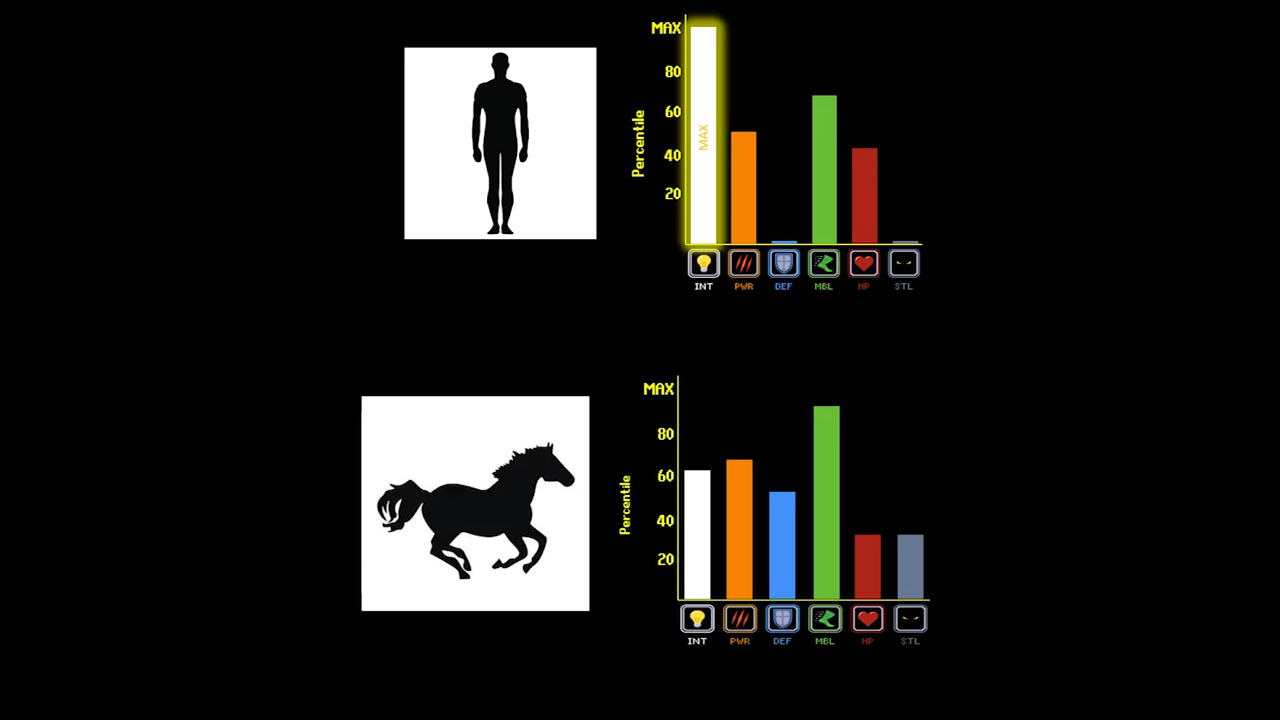 MAX
80
60
40
20
Percentile
MAX
INT PWR DEF MBL HP STL
MAX
80
60
40
20
Percentile
INT PWR DEF MBL HP STL